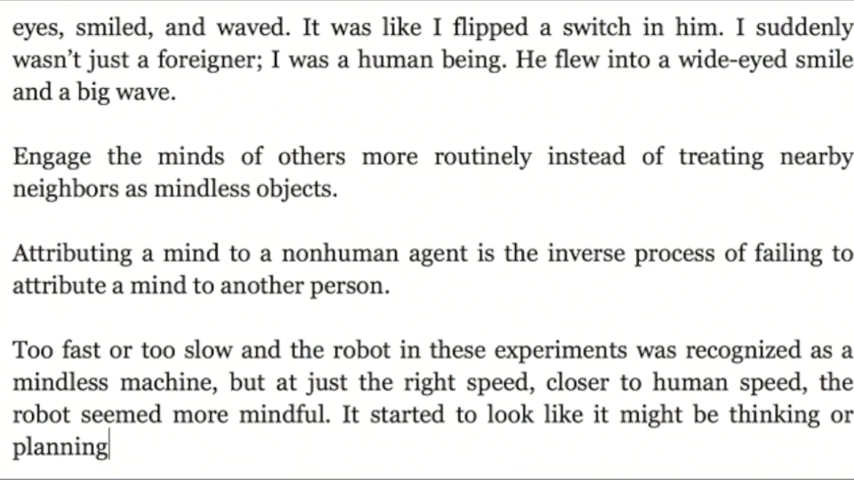 eyes, smiled, and waved. It was like I flipped a switch in him. I suddenly
wasn’t just a foreigner; I was a human being. He flew into a wide-eyed smile
and a big wave.
Engage the minds of others more routinely instead of treating nearby
neighbors as mindless objects.
Attributing a mind to a nonhuman agent is the inverse process of failing to
attribute a mind to another person.
Too fast or too slow and the robot in these experiments was recognized as a
mindless machine, but at just the right speed, closer to human speed, the
robot seemed more mindful. It started to look like it might be thinking or
planning